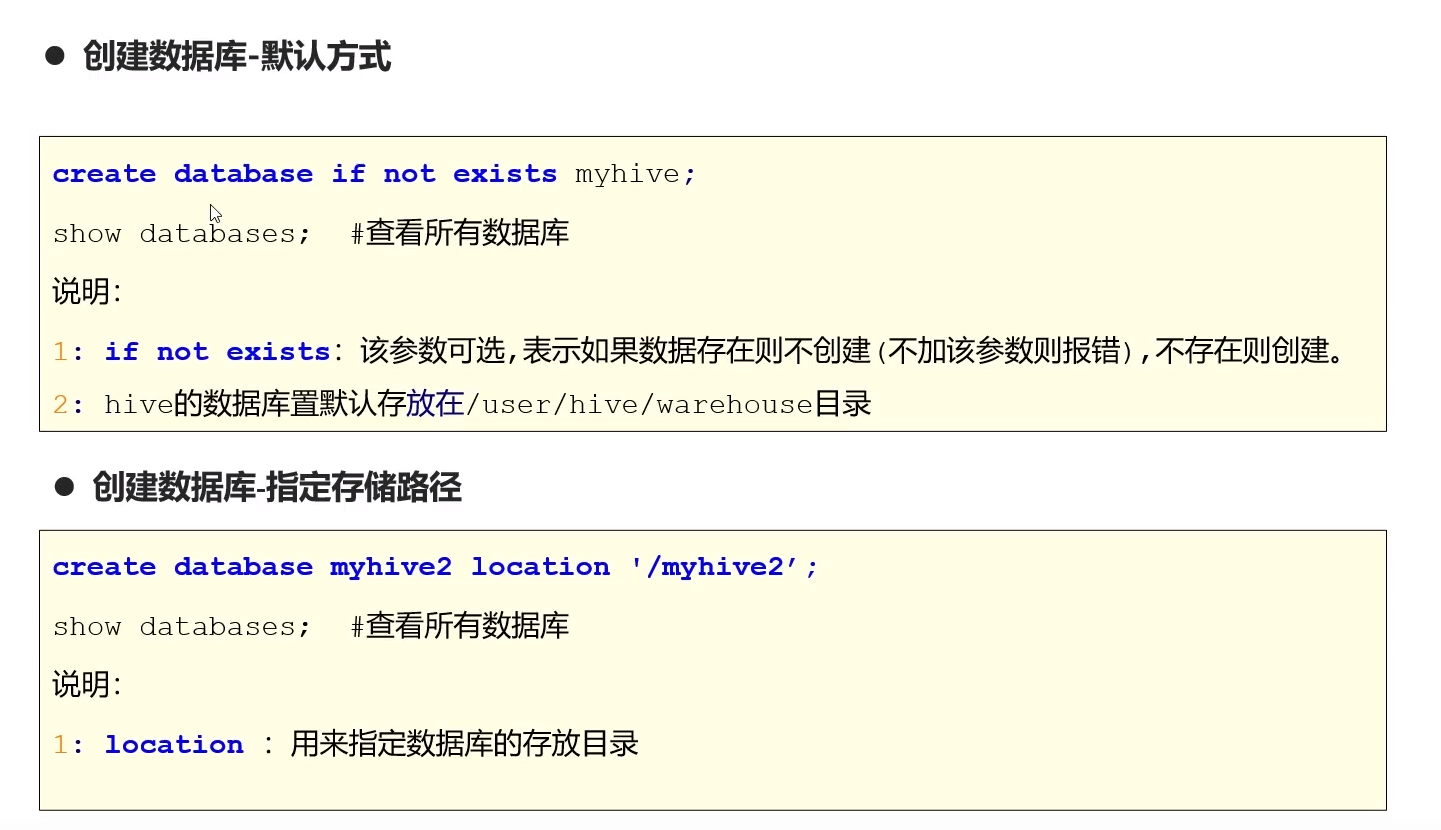 ● 创建数据库-默认方式
create database if not exists myhive;
show databases;  #查看所有数据库
说明：
1: if not exists：该参数可选,表示如果数据存在则不创建(不加该参数则报错),不存在则创建。
2: hive的数据库置默认存放在/user/hive/warehouse目录
● 创建数据库-指定存储路径
create database myhive2 location '/myhive2’;
show databases;  #查看所有数据库
说明：
1: location ：用来指定数据库的存放目录